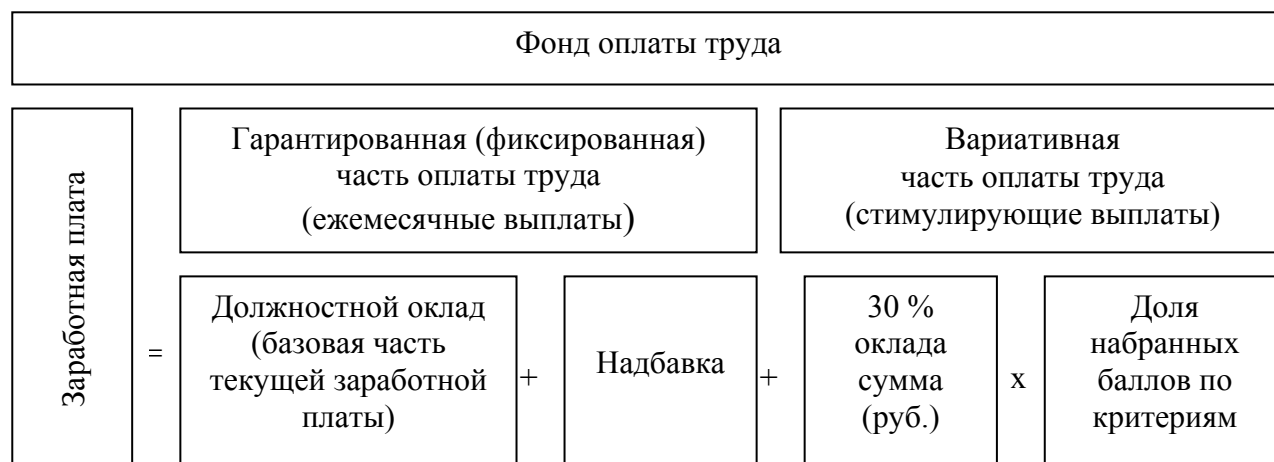 Фонд оплаты труда
Заработная плата
=
Гарантированная (фиксированная)
часть оплаты труда
(ежемесячные выплаты)
Вариативная
часть оплаты труда
(стимулирующие выплаты)
Должностной оклад
(базовая часть
текущей заработной
платы)
+
Надбавка
+
30 %
оклада
сумма
(руб.)
х
Доля
набранных
баллов по
критериям